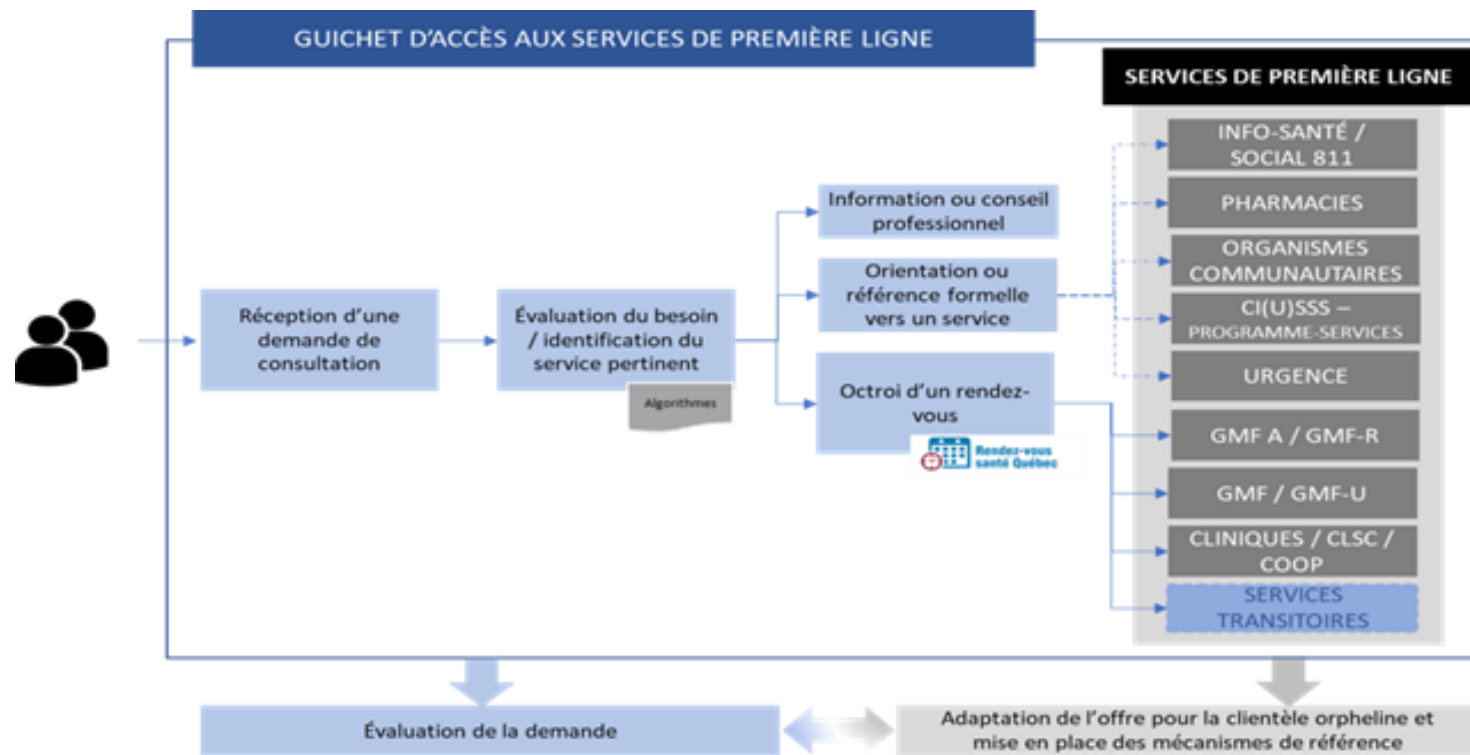 GUICHET D'ACCÈS AUX SERVICES DE PREMIÈRE LIGNE
SERVICES DE PREMIÈRE LIGNE
Réception d'une
demande de
consultation
Évaluation du besoin
/ identification du
service pertinent
Algorithmes
Information ou conseil
professionnel
Orientation ou
référence formelle
vers un service
Octroi d'un rendez-
vous
Rendez-vous
santé Québec
INFO-SANTÉ /
SOCIAL 811
PHARMACIES
ORGANISMES
COMMUNAUTAIRES
CI(U)SSS –
PROGRAMME-SERVICES
URGENCE
GMF A / GMF-R
GMF / GMF-U
CLINIQUES / CLSC /
COOP
SERVICES
TRANSITOIRES
Évaluation de la demande
Adaptation de l'offre pour la clientèle orpheline et
mise en place des mécanismes de référence